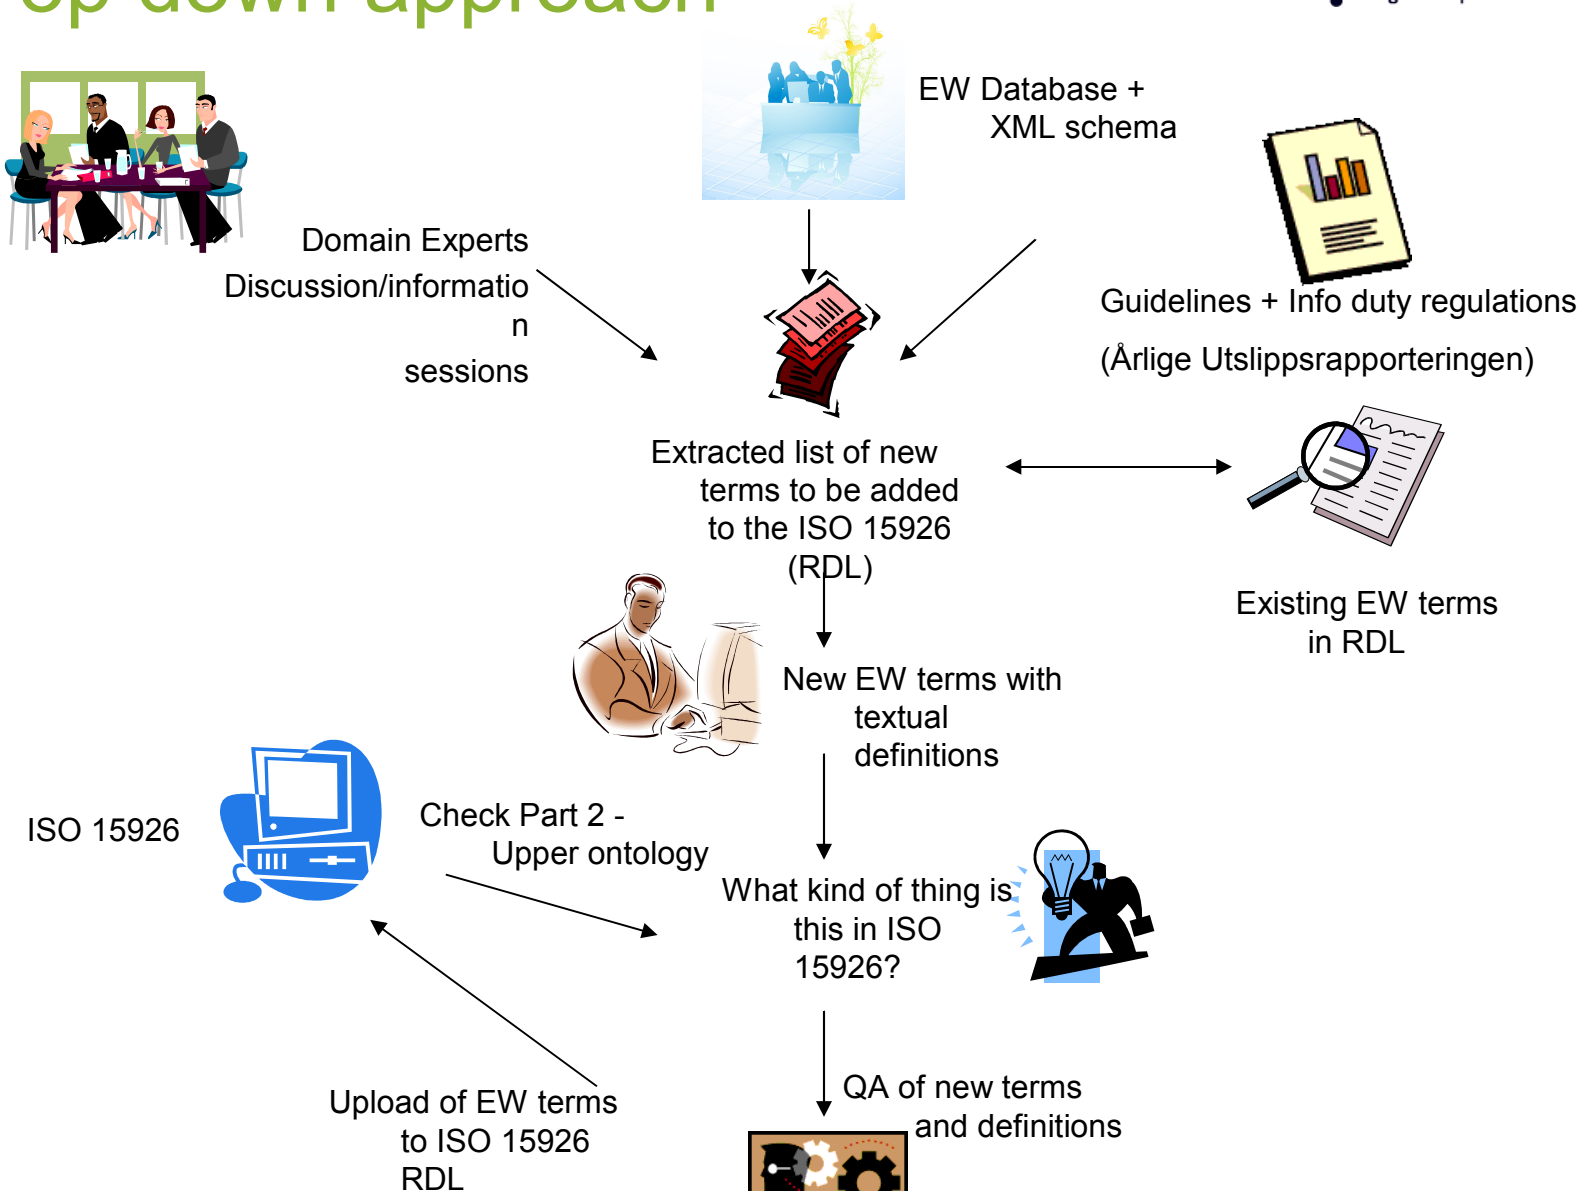 op down approach
EW Database +
XML schema
Domain Experts
Discussion/informatio
n
sessions
Guidelines + Info duty regulations
(Årlige Utslippsrapporteringen)
Extracted list of new
terms to be added
to the ISO 15926
(RDL)
Existing EW terms
in RDL
New EW terms with
textual
definitions
ISO 15926
Check Part 2 -
Upper ontology
What kind of thing is
this in ISO
15926?
QA of new terms
and definitions
Upload of EW terms
to ISO 15926
RDL